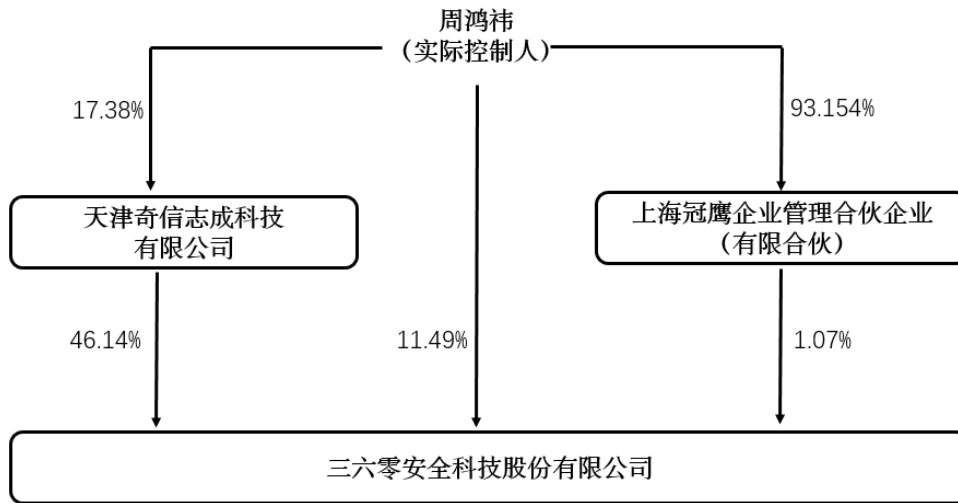 周鸿祎
（实际控制人）
17.38%
93.154%
天津奇信志成科技
有限公司
上海冠鹰企业管理合伙企业
（有限合伙）
46.14%
11.49%
1.07%
三六零安全科技股份有限公司